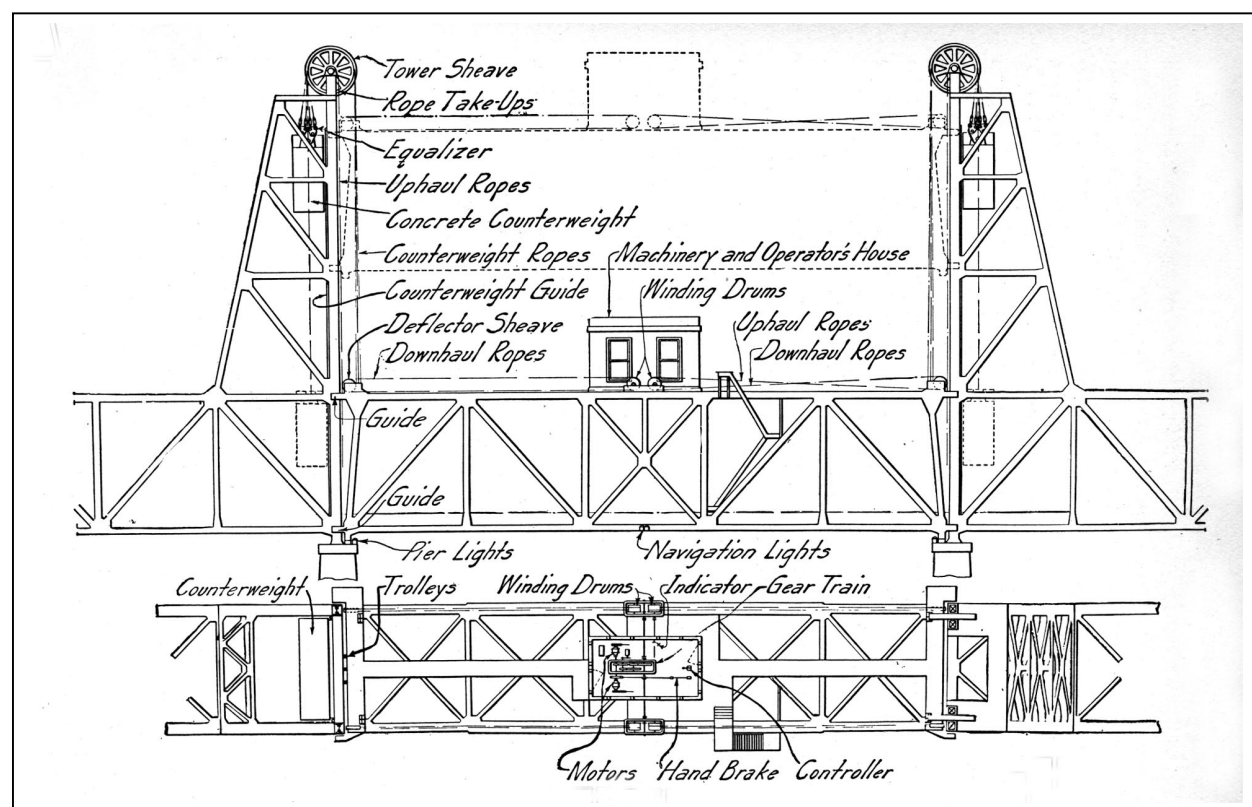 Tower Sheave
Rope Take-Ups
Equalizer
Uphaul Ropes
Concrete Counterweight
Counterweight Ropes
Machinery and Operator's House
Counterweight Guide
Winding Drums
Deflector Sheave
Uphaul Ropes
Downhaul Ropes
Downhaul Ropes
Guide
Guide
Pier Lights
Navigation Lights
Counterweight
Trolleys
Winding Drums
Indicator
Gear Train
Motors
Hand Brake
Controller